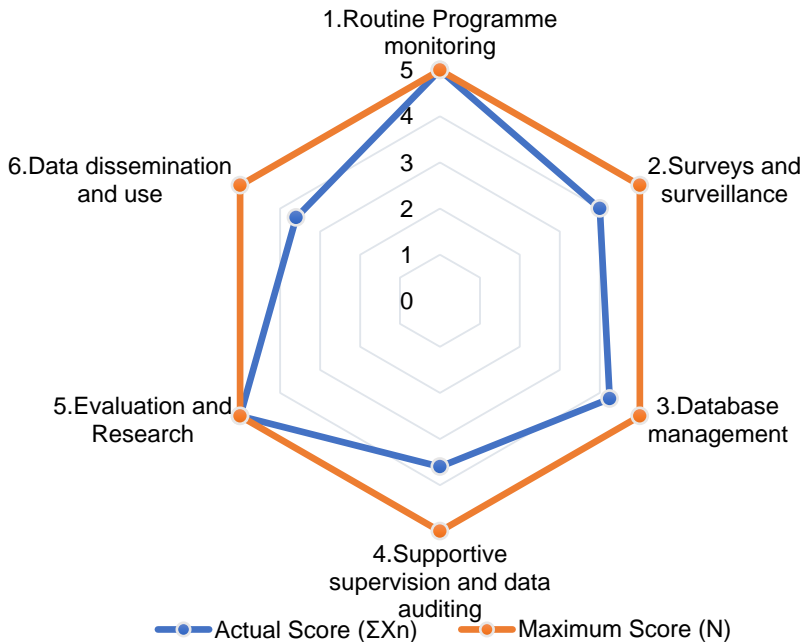 1.Routine Programme
monitoring
5
4
3
2
1
0
6.Data dissemination
and use
2.Surveys and
surveillance
5.Evaluation and
Research
3.Database
management
4.Supportive
supervision and data
auditing
Actual Score (ΣXn)
Maximum Score (N)